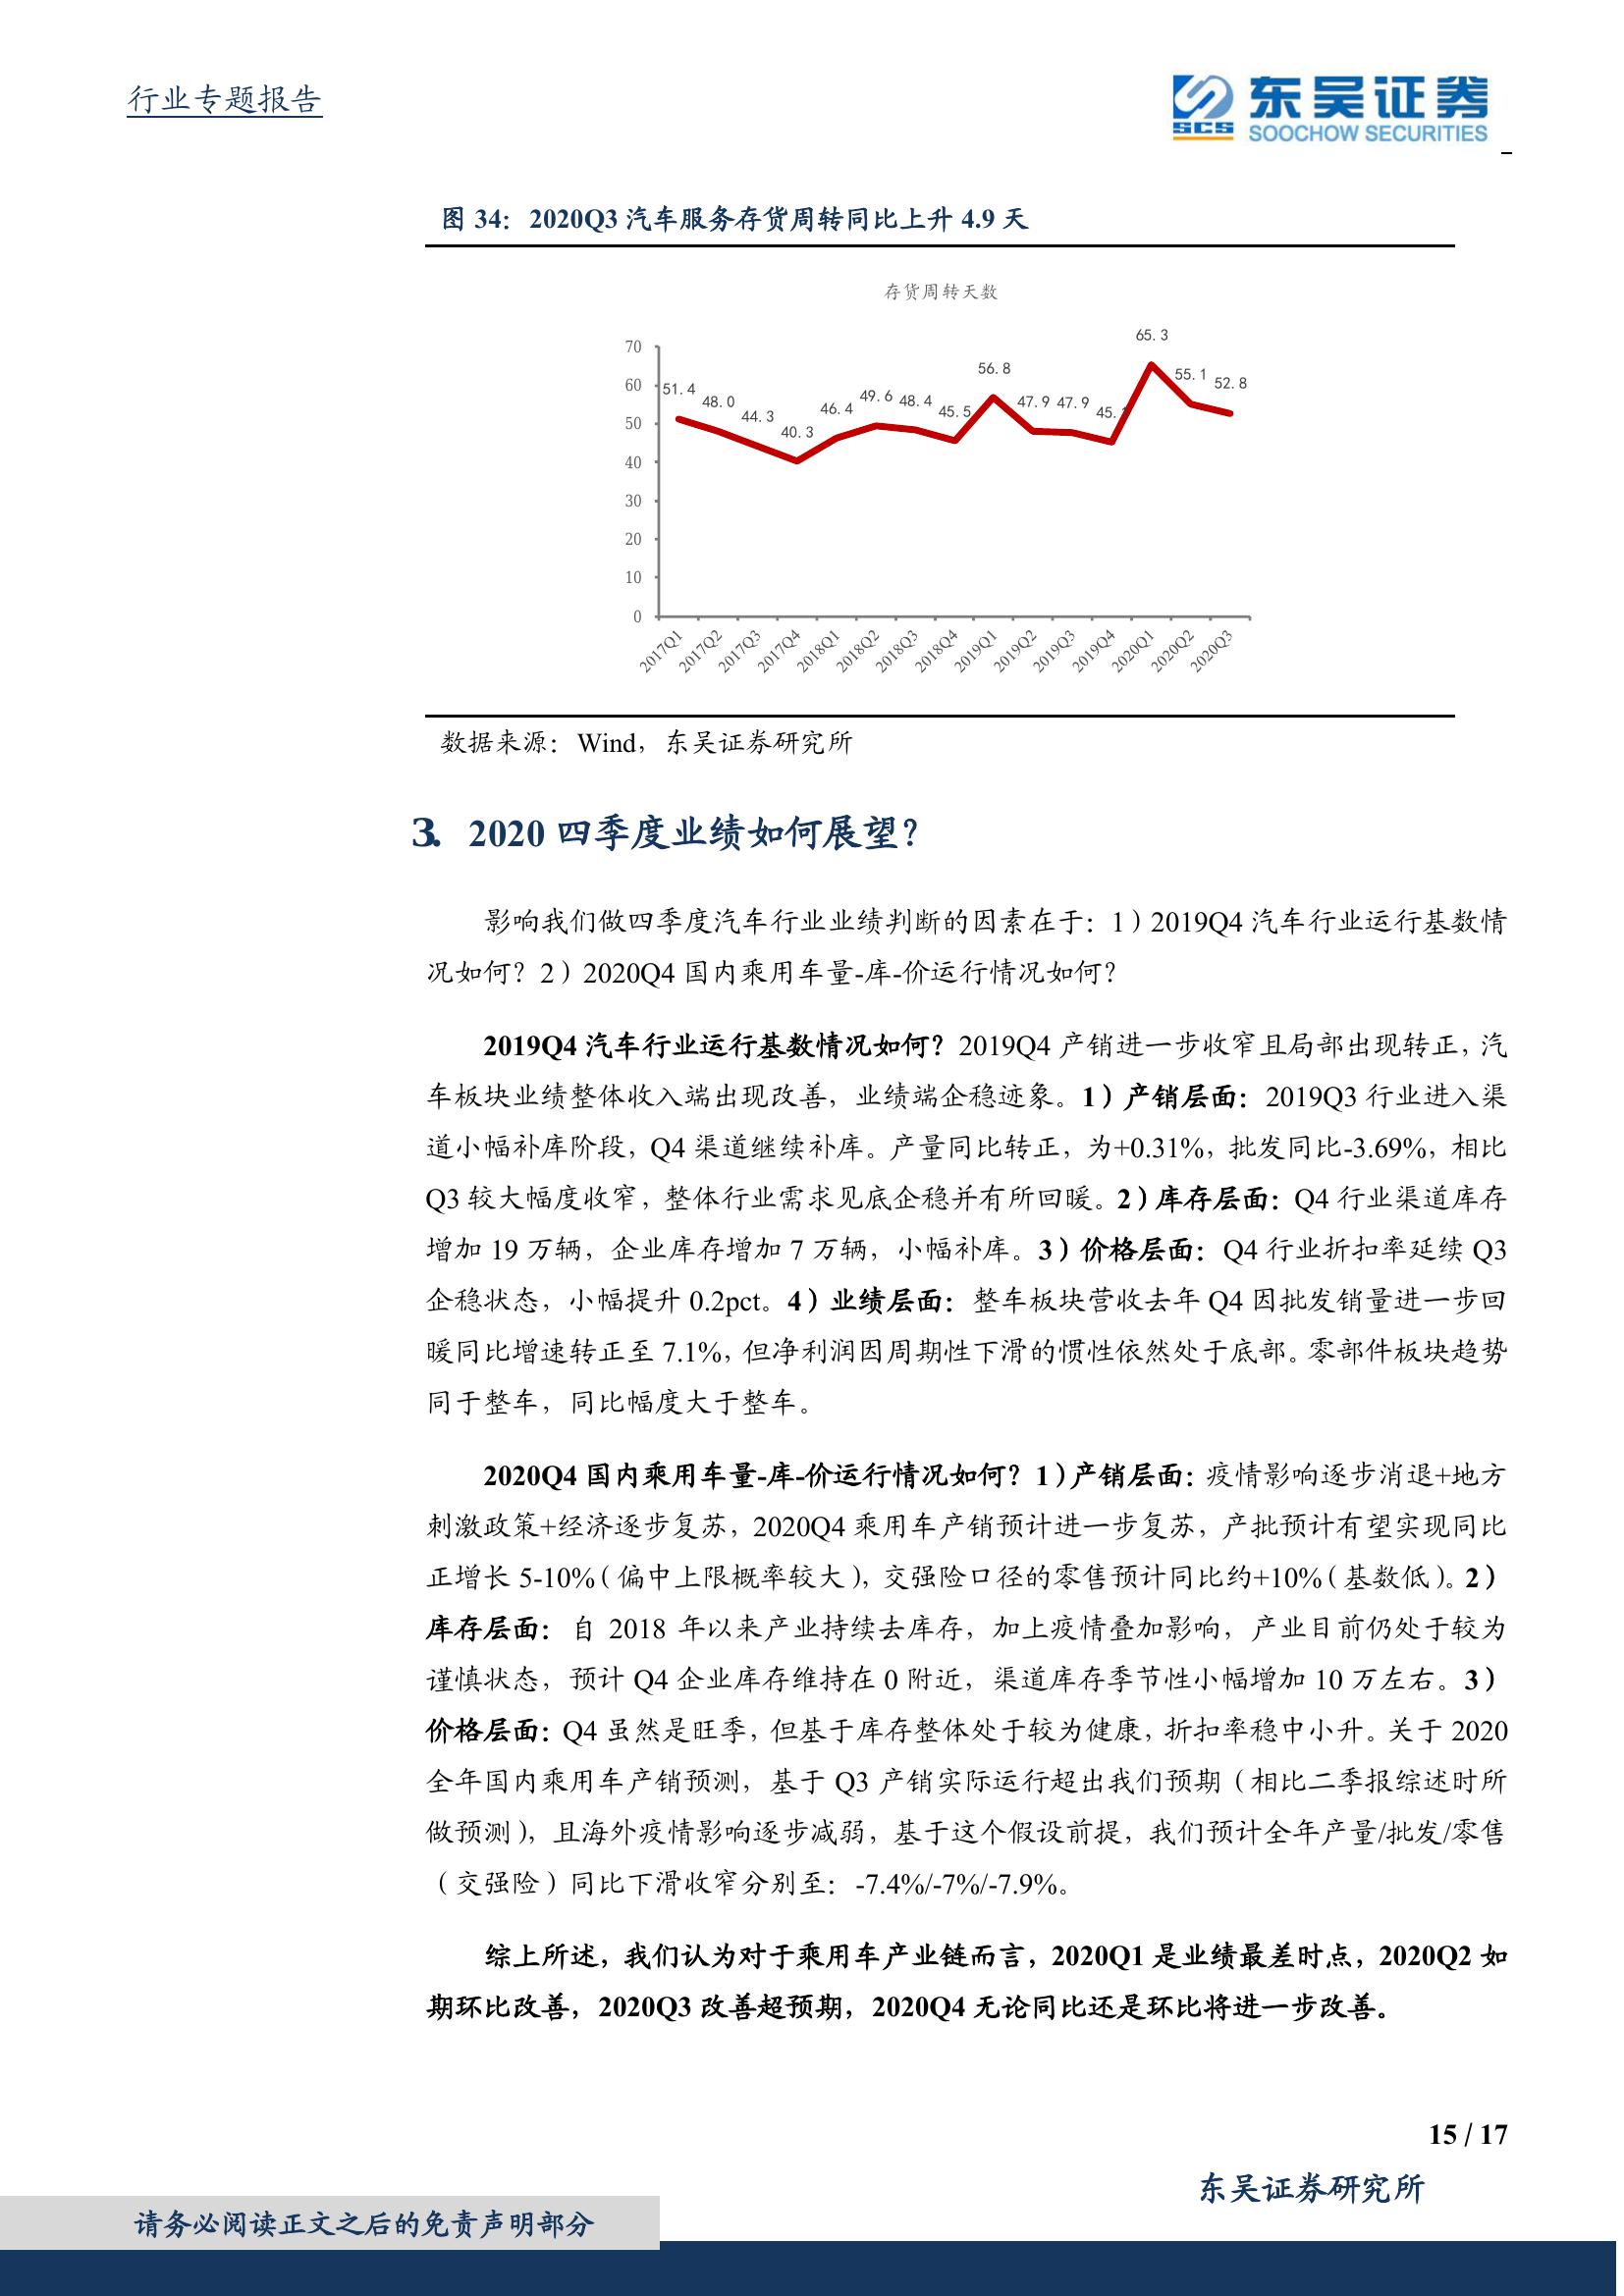 行业专题报告
东吴证券
SCS
SOOCHOW SECURITIES
图 34：2020Q3 汽车服务存货周转同比上升 4.9 天
存货周转天数
70
60
50
40
30
20
10
0
51.4
48.0
44.3
40.3
46.4
49.6
48.4
45.5
56.8
47.9
47.9
65.3
55.1
52.8
2017Q1
2017Q2
2017Q3
2017Q4
2018Q1
2018Q2
2018Q3
2018Q4
2019Q1
2019Q2
2019Q3
2019Q4
2020Q1
2020Q2
2020Q3
数据来源：Wind，东吴证券研究所
3. 2020 四季度业绩如何展望？
影响我们做四季度汽车行业业绩判断的因素在于：1）2019Q4 汽车行业运行基数情
况如何？2）2020Q4 国内乘用车量-库-价运行情况如何？
2019Q4 汽车行业运行基数情况如何？2019Q4 产销进一步收窄且局部出现转正，汽
车板块业绩整体收入端出现改善，业绩端企稳迹象。1）产销层面：2019Q3 行业进入渠
道小幅补库阶段，Q4 渠道继续补库。产量同比转正，为+0.31%，批发同比-3.69%，相比
Q3 较大幅度收窄，整体行业需求见底企稳并有所回暖。2）库存层面：Q4 行业渠道库存
增加 19 万辆，企业库存增加 7 万辆，小幅补库。3）价格层面：Q4 行业折扣率延续 Q3
企稳状态，小幅提升 0.2pct。4）业绩层面：整车板块营收去年 Q4 因批发销量进一步回
暖同比增速转正至 7.1%，但净利润因周期性下滑的惯性依然处于底部。零部件板块趋势
同于整车，同比幅度大于整车。
2020Q4 国内乘用车量-库-价运行情况如何？1）产销层面：疫情影响逐步消退+地方
刺激政策+经济逐步复苏，2020Q4 乘用车产销预计进一步复苏，产批预计有望实现同比
正增长 5-10%（偏中上限概率较大），交强险口径的零售预计同比约+10%（基数低）。2）
库存层面：自 2018 年以来产业持续去库存，加上疫情叠加影响，产业目前仍处于较为
谨慎状态，预计 Q4 企业库存维持在 0 附近，渠道库存季节性小幅增加 10 万左右。3）
价格层面：Q4 虽然是旺季，但基于库存整体处于较为健康，折扣率稳中小升。关于 2020
全年国内乘用车产销预测，基于 Q3 产销实际运行超出我们预期（相比二季报综述时所
做预测），且海外疫情影响逐步减弱，基于这个假设前提，我们预计全年产量/批发/零售
（交强险）同比下滑收窄分别至：-7.4%/-7%/-7.9%。
综上所述，我们认为对于乘用车产业链而言，2020Q1 是业绩最差时点，2020Q2 如
期环比改善，2020Q3 改善超预期，2020Q4 无论同比还是环比将进一步改善。
15 / 17
东吴证券研究所
请务必阅读正文之后的免责声明部分